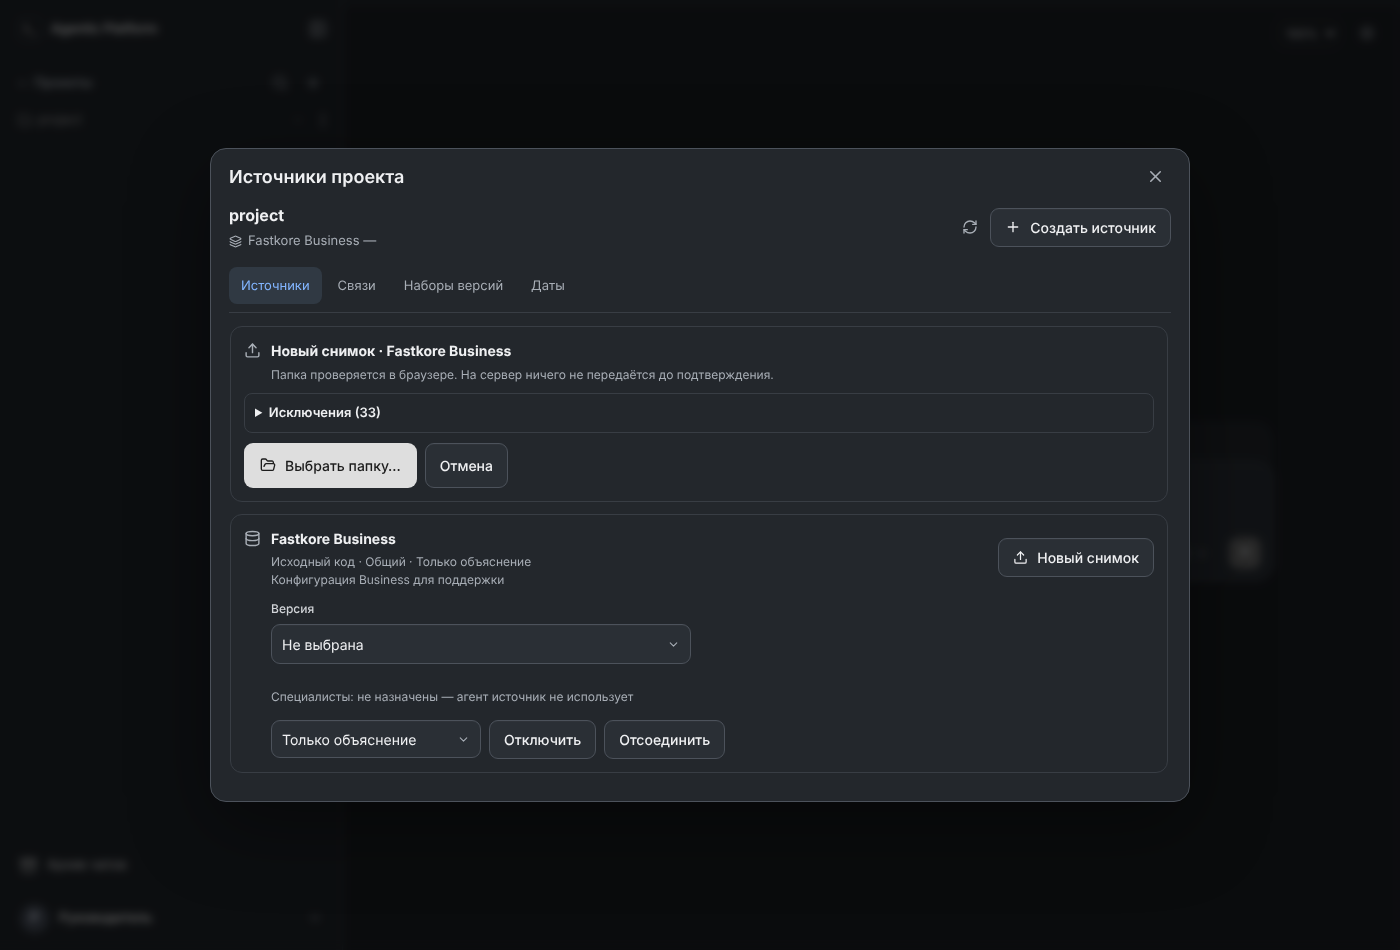 Agents Platform
Проекты
Источники проекта
project
Fastkore Business —
Создать источник
Источники
Связи
Наборы версий
Даты
Новый снимок · Fastkore Business
Папка проверяется в браузере. На сервер ничего не передаётся до подтверждения.
Исключения (33)
Выбрать папку...
Отмена
Fastkore Business
Исходный код · Общий · Только объяснение
Конфигурация Business для поддержки
Новый снимок
Версия
Не выбрана
Специалисты: не назначены — агент источник не использует
Только объяснение
Отключить
Отсоединить